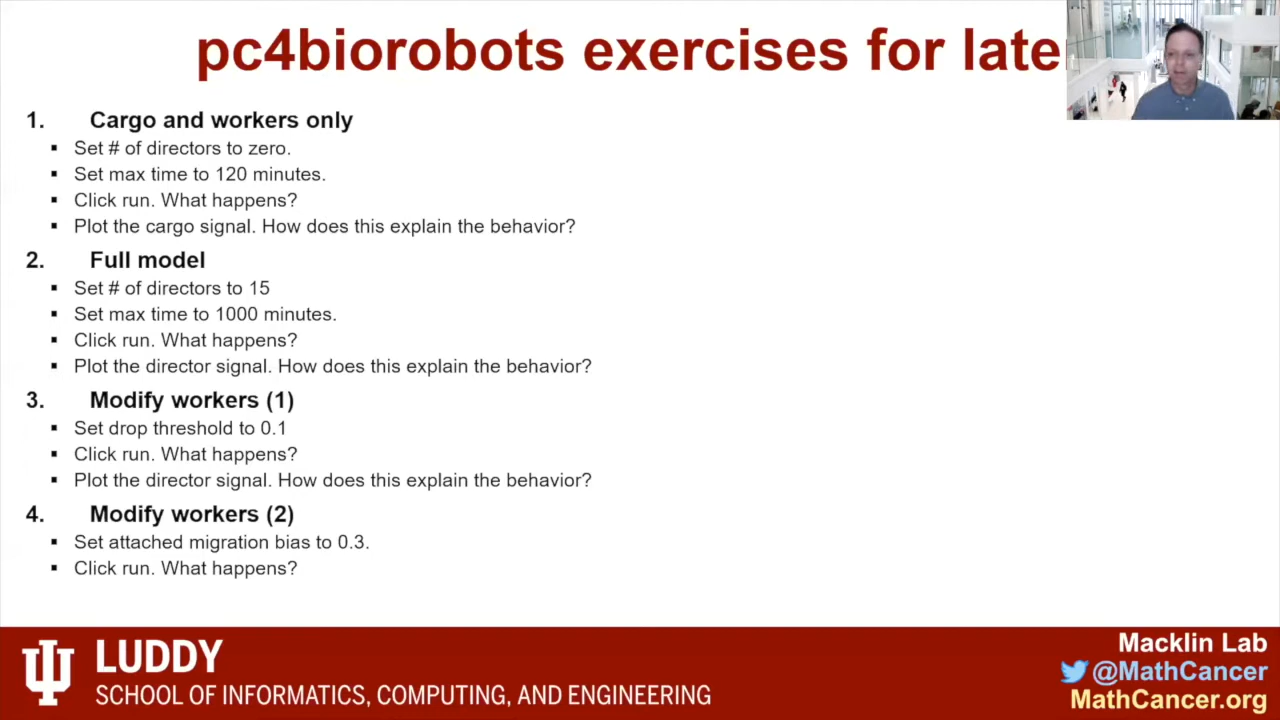 pc4biorobots exercises for late
1. Cargo and workers only
▪ Set # of directors to zero.
▪ Set max time to 120 minutes.
▪ Click run. What happens?
▪ Plot the cargo signal. How does this explain the behavior?
2. Full model
▪ Set # of directors to 15
▪ Set max time to 1000 minutes.
▪ Click run. What happens?
▪ Plot the director signal. How does this explain the behavior?
3. Modify workers (1)
▪ Set drop threshold to 0.1
▪ Click run. What happens?
▪ Plot the director signal. How does this explain the behavior?
4. Modify workers (2)
▪ Set attached migration bias to 0.3.
▪ Click run. What happens?
LUDDY
SCHOOL OF INFORMATICS, COMPUTING, AND ENGINEERING
Macklin Lab
@MathCancer
MathCancer.org